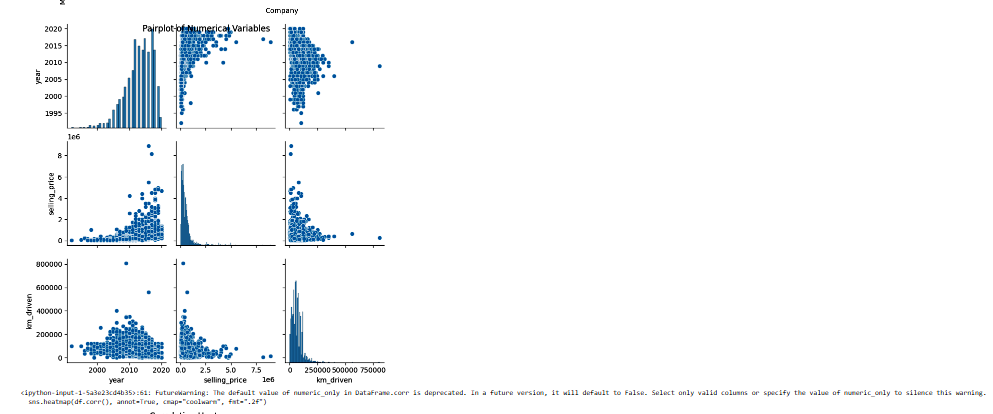 Company
Pairplot of Numerical Variables
2020
2015
2010
2005
2000
1995
year
1e6
8
6
4
2
0
selling_price
800000
600000
400000
200000
0
km_driven
2000 2010 2020 0.0 2.5 5.0 7.5 0 250000 500000 750000
1e6
year selling_price km_driven
<ipython-input-1-5a3e23cd4b35>:61: FutureWarning: The default value of numeric_only in DataFrame.corr is deprecated. In a future version, it will default to False. Select only valid columns or specify the value of numeric_only to silence this warning.
sns.heatmap(df.corr(), annot=True, cmap="coolwarm", fmt=".2f")